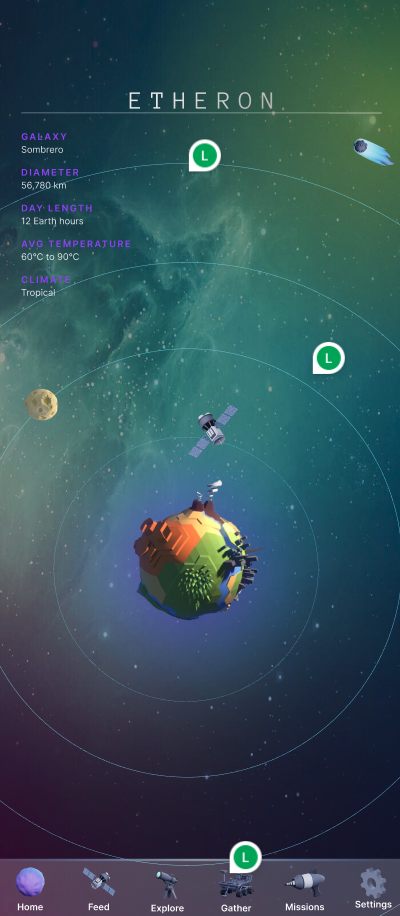 ETHERON
GALAXY
Sombrero
L
DIAMETER
56,780 km
DAY LENGTH
12 Earth hours
AVG TEMPERATURE
60°C to 90°C
CLIMATE
Tropical
L
L
Home
Feed
Explore
Gather
Missions
Settings